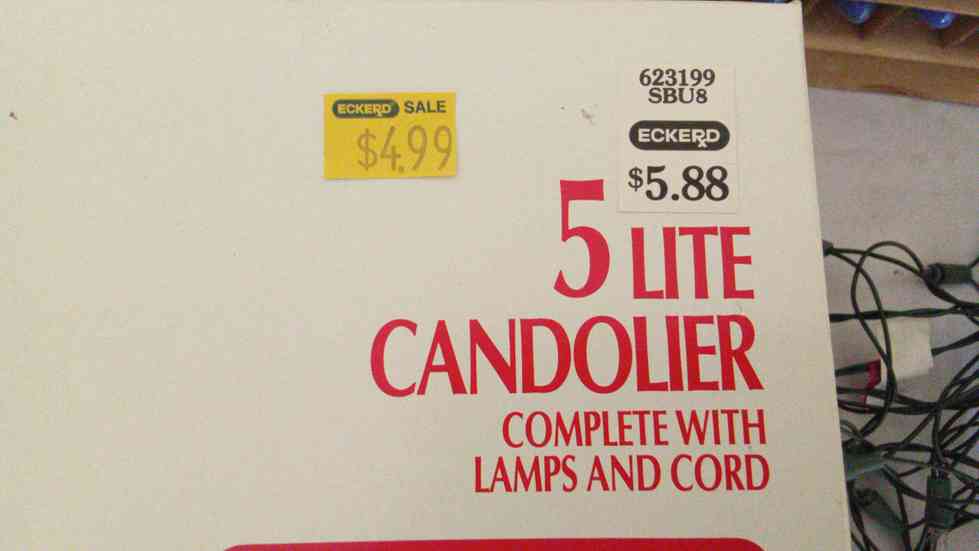 ECKERD SALE
$4.99
623199
SBU8
ECKERD
$5.88
5 LITE
CANDOLIER
COMPLETE WITH
LAMPS AND CORD